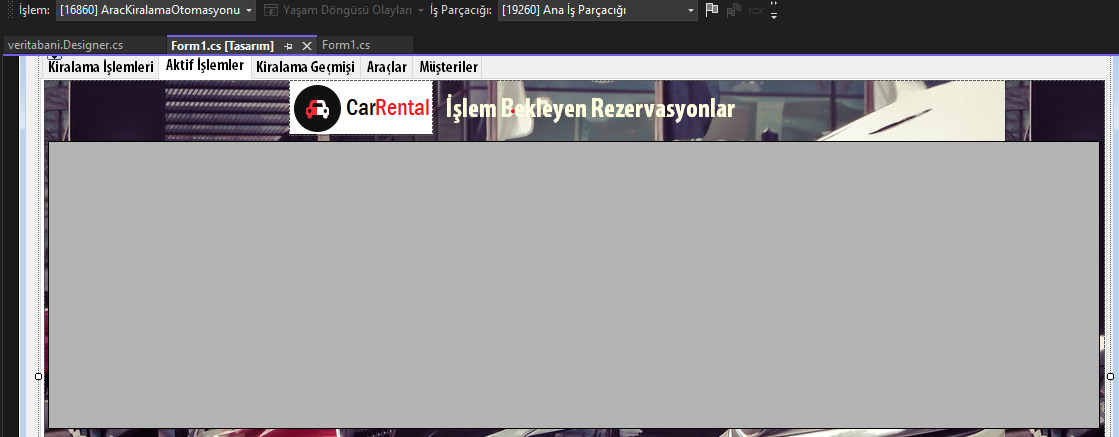 İşlem: [16860] AracKiralamaOtomasyonu Yaşam Döngüsü Olayları İş Parçacığı: [19260] Ana İş Parçacığı
veritabani.Designer.cs Form1.cs [Tasarım] Form1.cs
Kiralama İşlemleri Aktif İşlemler Kiralama Geçmişi Araçlar Müşteriler
CarRental İşlem Bekleyen Rezervasyonlar